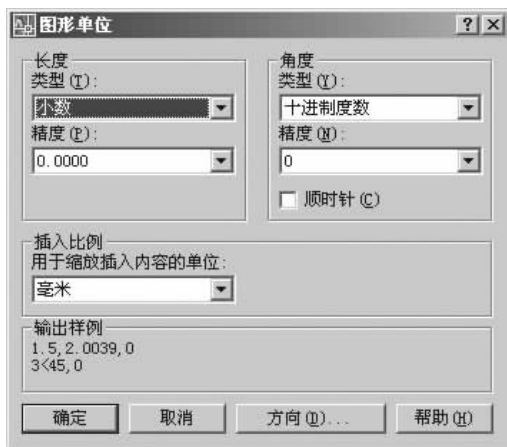 图形单位
长度
类型(T):
小数
精度(P):
0.0000
角度
类型(Y):
十进制度数
精度(N):
0
顺时针(C)
插入比例
用于缩放插入内容的单位:
毫米
输出样例
1.5,2.0039,0
3<45,0
确定 取消 方向(D)... 帮助(H)